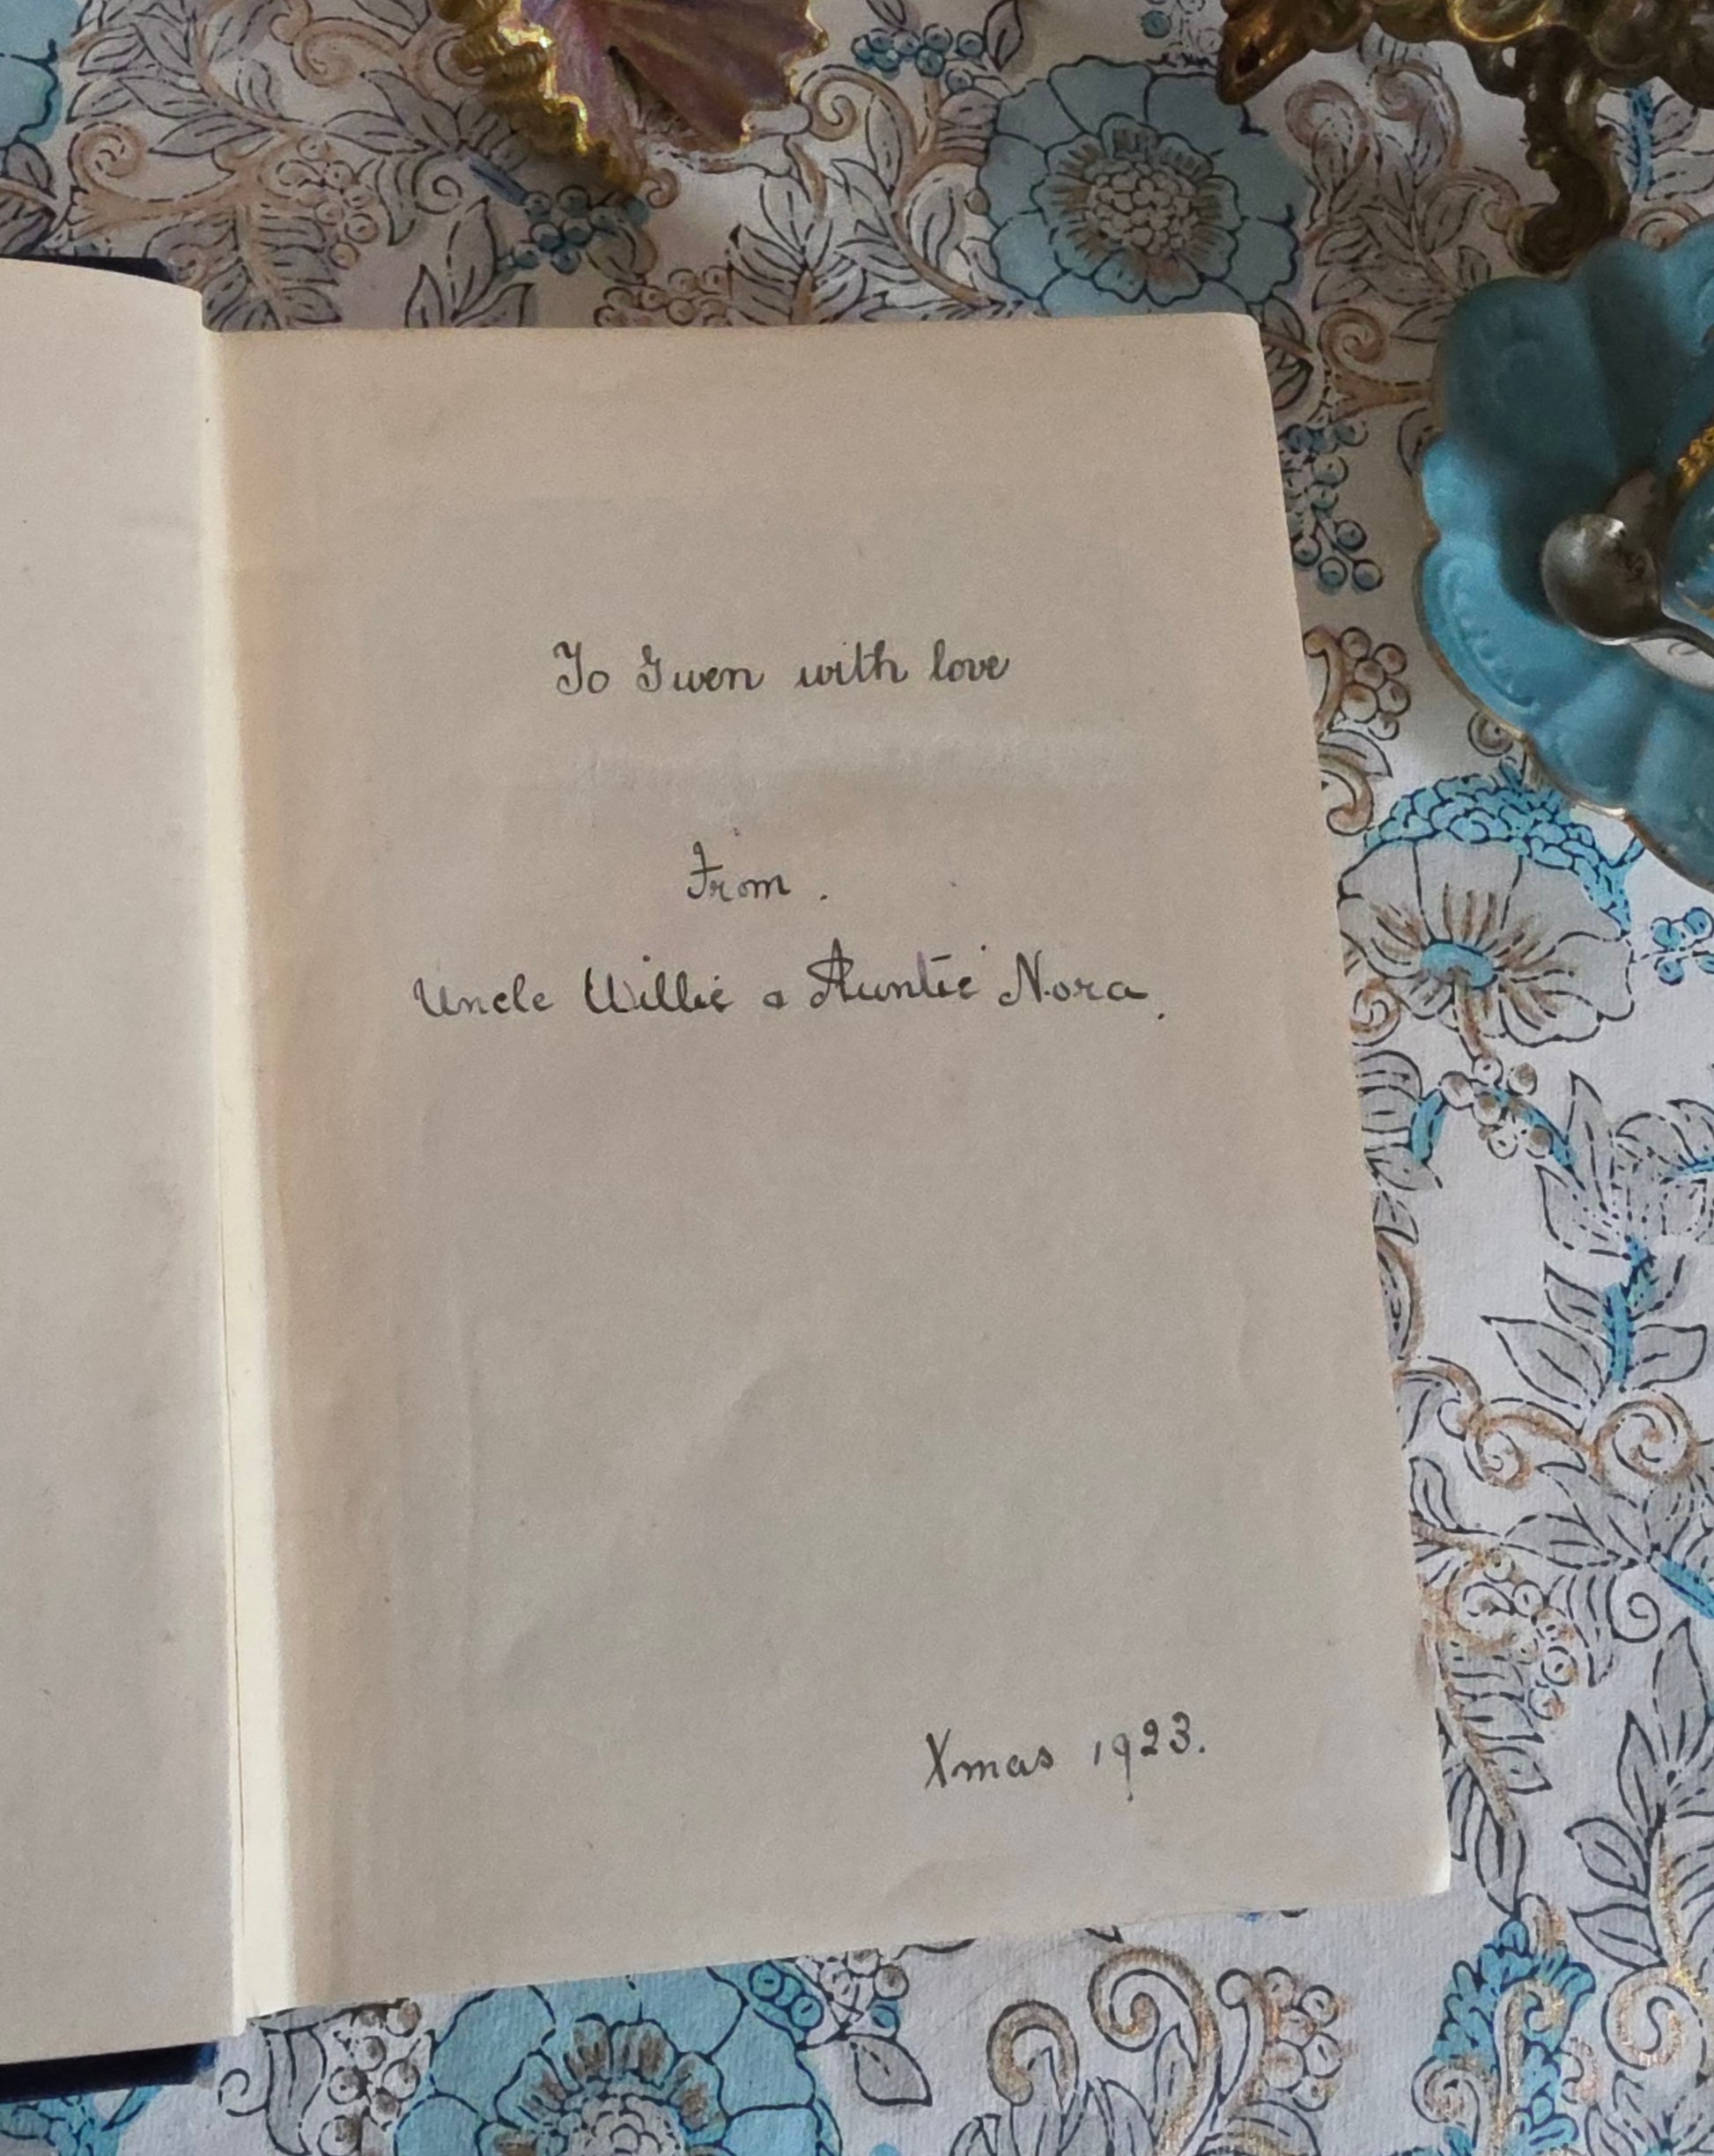 To Gwen with love
From.
Uncle Willie & Auntie Nora.
Xmas 1923.